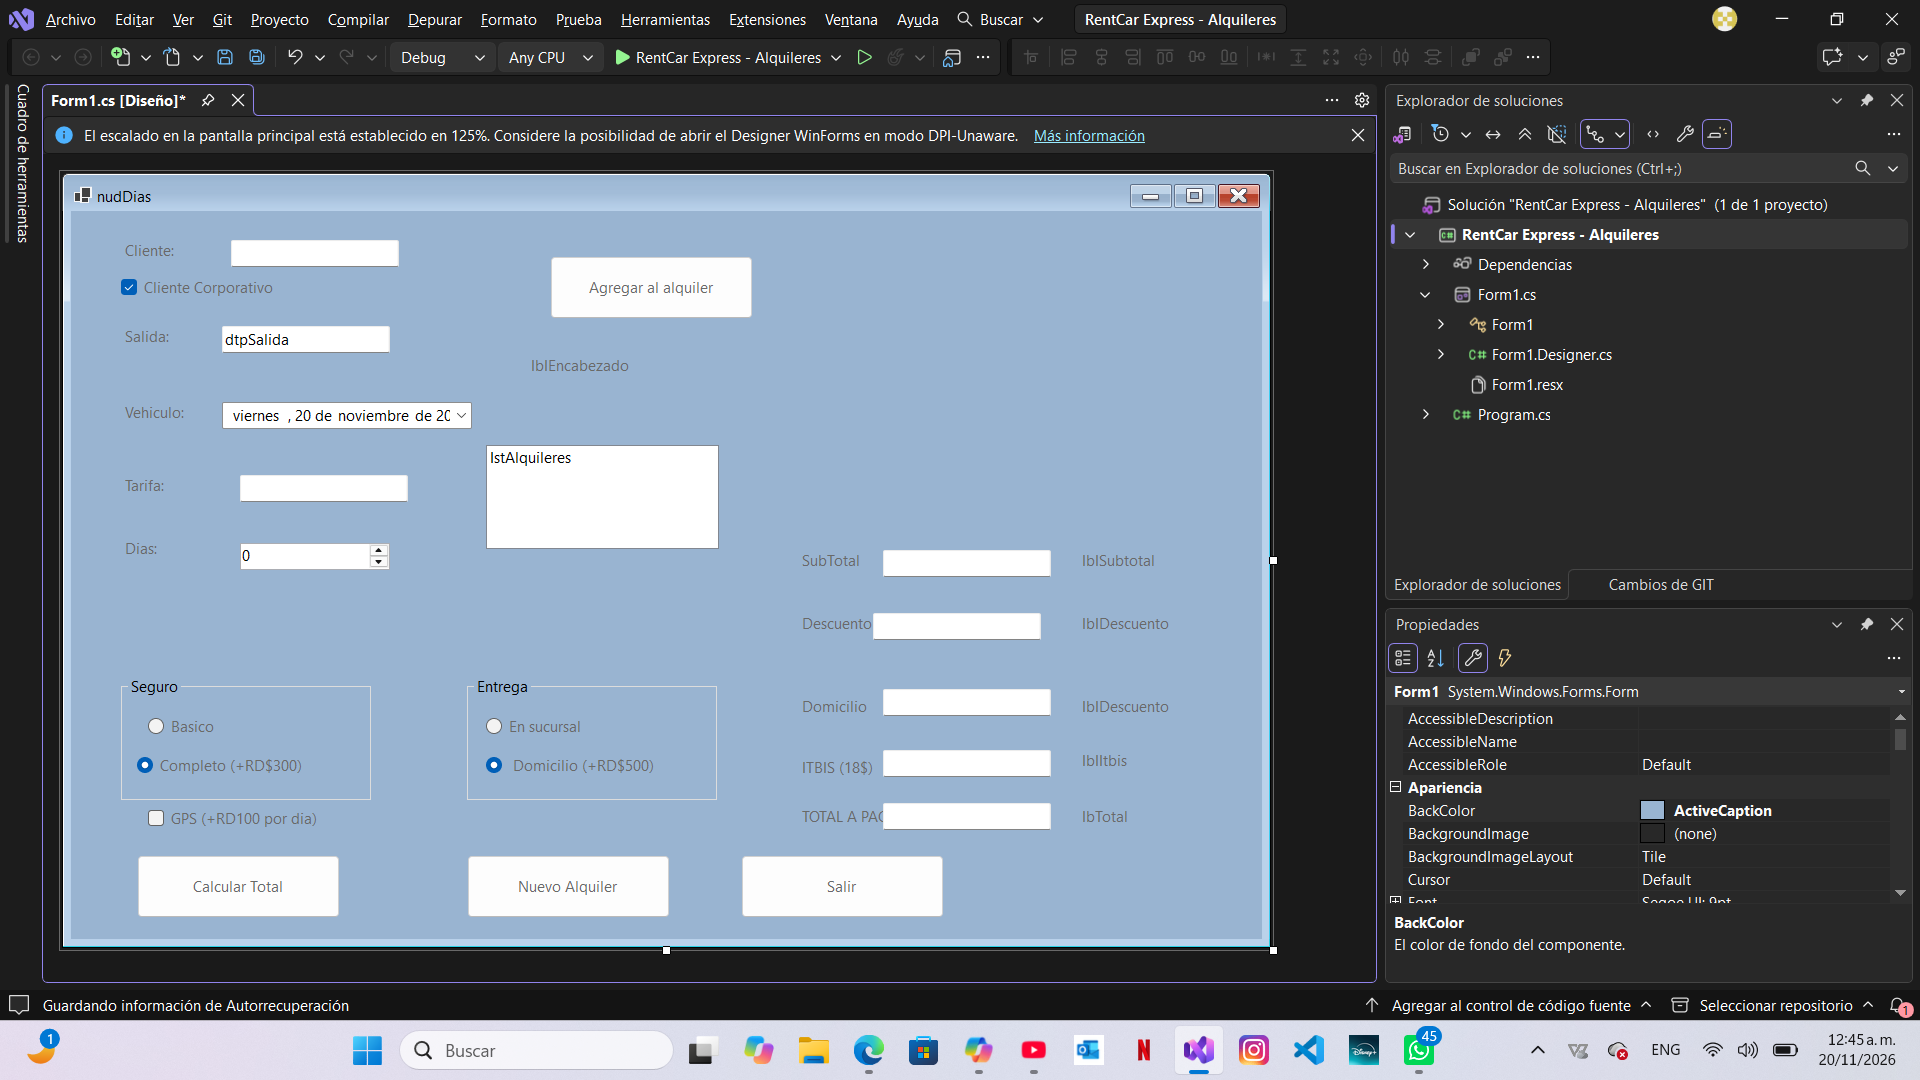 Archivo Editar Ver Git Proyecto Compilar Depurar Formato Prueba Herramientas Extensiones Ventana Ayuda Buscar RentCar Express - Alquileres
Debug Any CPU RentCar Express - Alquileres
Cuadro de herramientas
Form1.cs [Diseño]*
El escalado en la pantalla principal está establecido en 125%. Considere la posibilidad de abrir el Designer WinForms en modo DPI-Unaware. Más información
nudDias
Cliente:
Cliente Corporativo
Agregar al alquiler
Salida: dtpSalida
lblEncabezado
Vehiculo: viernes , 20 de noviembre de 20
lstAlquileres
Tarifa:
Dias: 0
SubTotal lblSubtotal
Descuento lblDescuento
Seguro
Basico
Completo (+RD$300)
GPS (+RD100 por dia)
Entrega
En sucursal
Domicilio (+RD$500)
Domicilio lblDescuento
ITBIS (18$) lblItbis
TOTAL A PAG lbTotal
Calcular Total Nuevo Alquiler Salir
Explorador de soluciones
Buscar en Explorador de soluciones (Ctrl+;)
Solución "RentCar Express - Alquileres" (1 de 1 proyecto)
RentCar Express - Alquileres
Dependencias
Form1.cs
Form1
C# Form1.Designer.cs
Form1.resx
C# Program.cs
Explorador de soluciones Cambios de GIT
Propiedades
Form1 System.Windows.Forms.Form
AccessibleDescription
AccessibleName
AccessibleRole Default
Apariencia
BackColor ActiveCaption
BackgroundImage (none)
BackgroundImageLayout Tile
Cursor Default
Font Segoe UI; 9pt
BackColor
El color de fondo del componente.
Guardando información de Autorrecuperación
Agregar al control de código fuente Seleccionar repositorio 1
1
Buscar
45
ENG
12:45 a. m.
20/11/2026